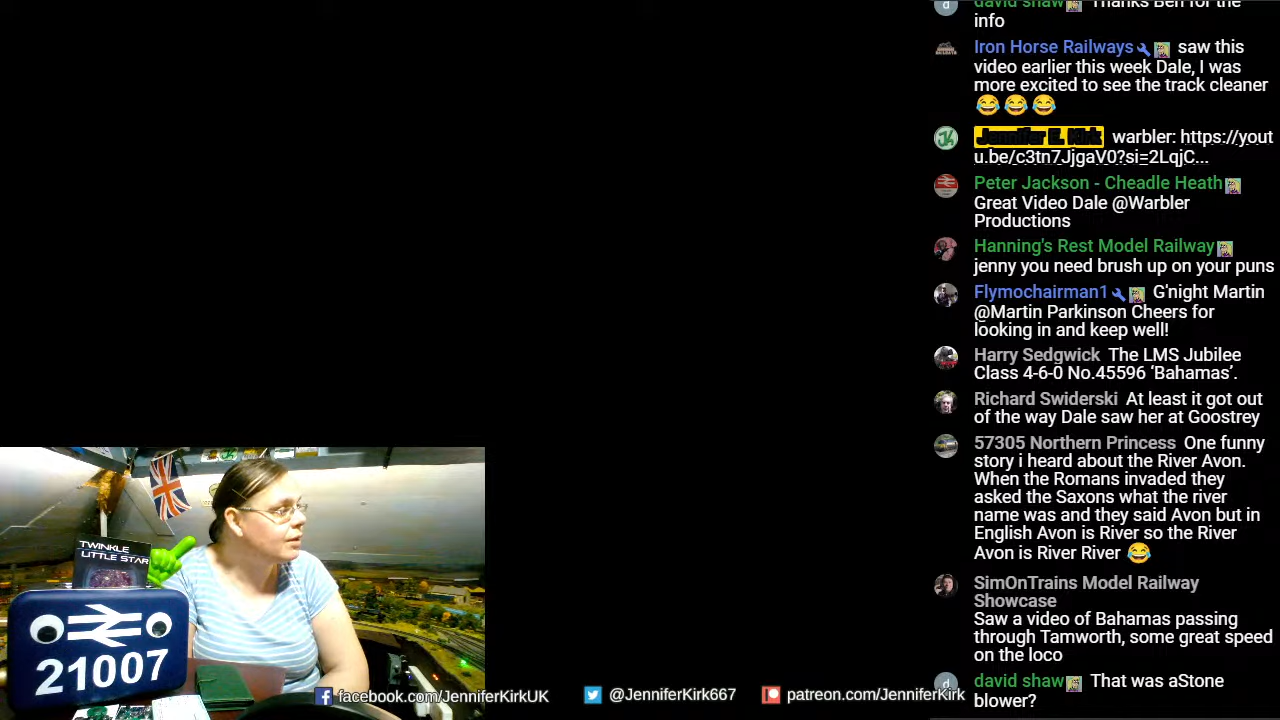 david shaw Thanks Ben for the
info
Iron Horse Railways saw this
video earlier this week Dale, I was
more excited to see the track cleaner
😂😂😂
Jennifer E. Kirk warbler: https://yout
u.be/c3tn7JjgaV0?si=2LqjC...
Peter Jackson - Cheadle Heath
Great Video Dale @Warbler
Productions
Hanning's Rest Model Railway
jenny you need brush up on your puns
Flymochairman1 G'night Martin
@Martin Parkinson Cheers for
looking in and keep well!
Harry Sedgwick The LMS Jubilee
Class 4-6-0 No.45596 ‘Bahamas’.
Richard Swiderski At least it got out
of the way Dale saw her at Goostrey
57305 Northern Princess One funny
story i heard about the River Avon.
When the Romans invaded they
asked the Saxons what the river
name was and they said Avon but in
English Avon is River so the River
Avon is River River 😂
SimOnTrains Model Railway
Showcase
Saw a video of Bahamas passing
through Tamworth, some great speed
on the loco
david shaw That was aStone
blower?
TWINKLE
LITTLE STAR
21007
facebook.com/JenniferKirkUK
@JenniferKirk667
patreon.com/JenniferKirk